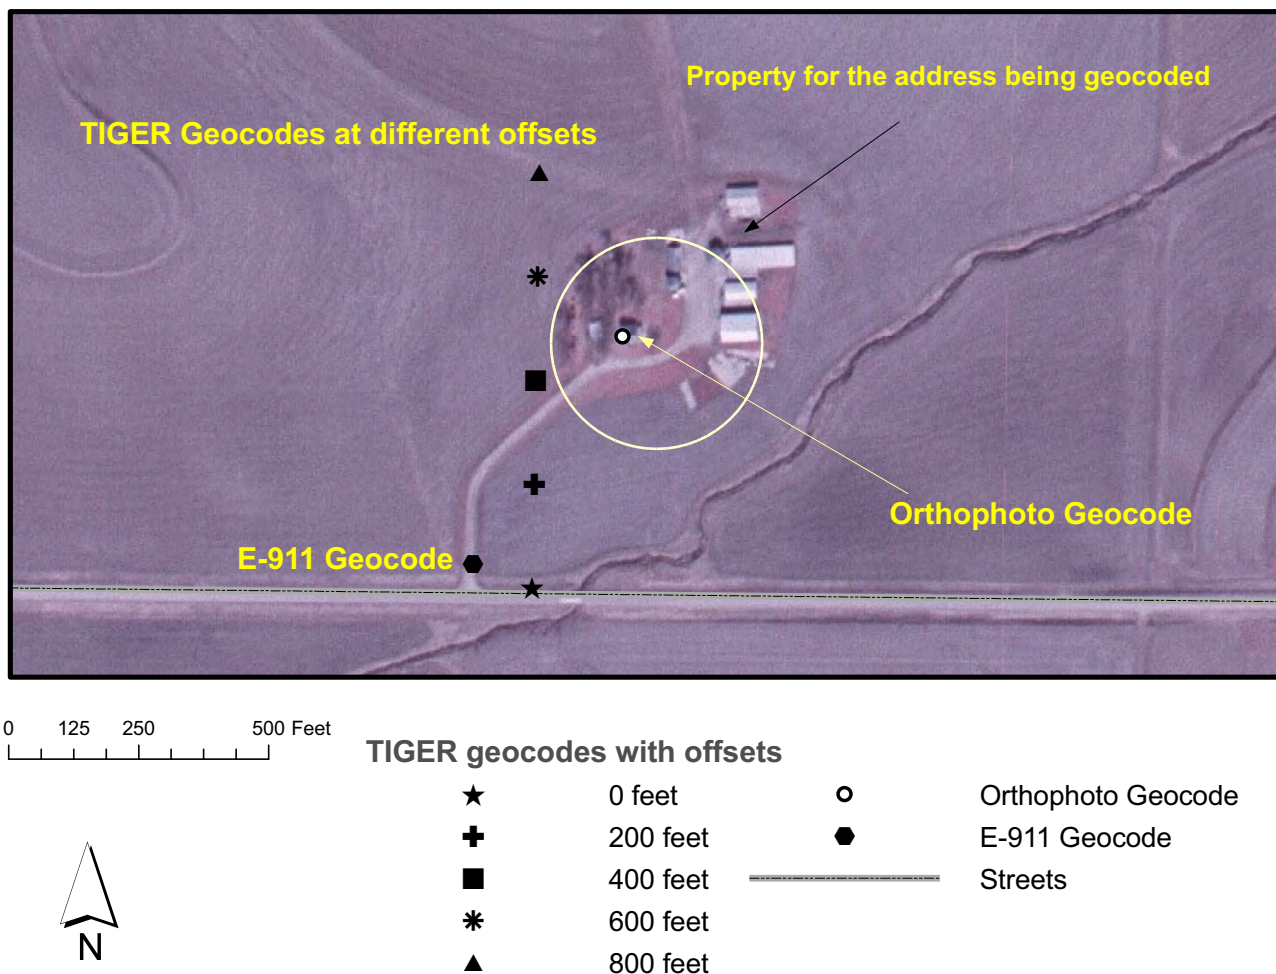 Property for the address being geocoded
TIGER Geocodes at different offsets
Orthophoto Geocode
E-911 Geocode
0 125 250 500 Feet
TIGER geocodes with offsets
0 feet
200 feet
400 feet
600 feet
800 feet
Orthophoto Geocode
E-911 Geocode
Streets
N